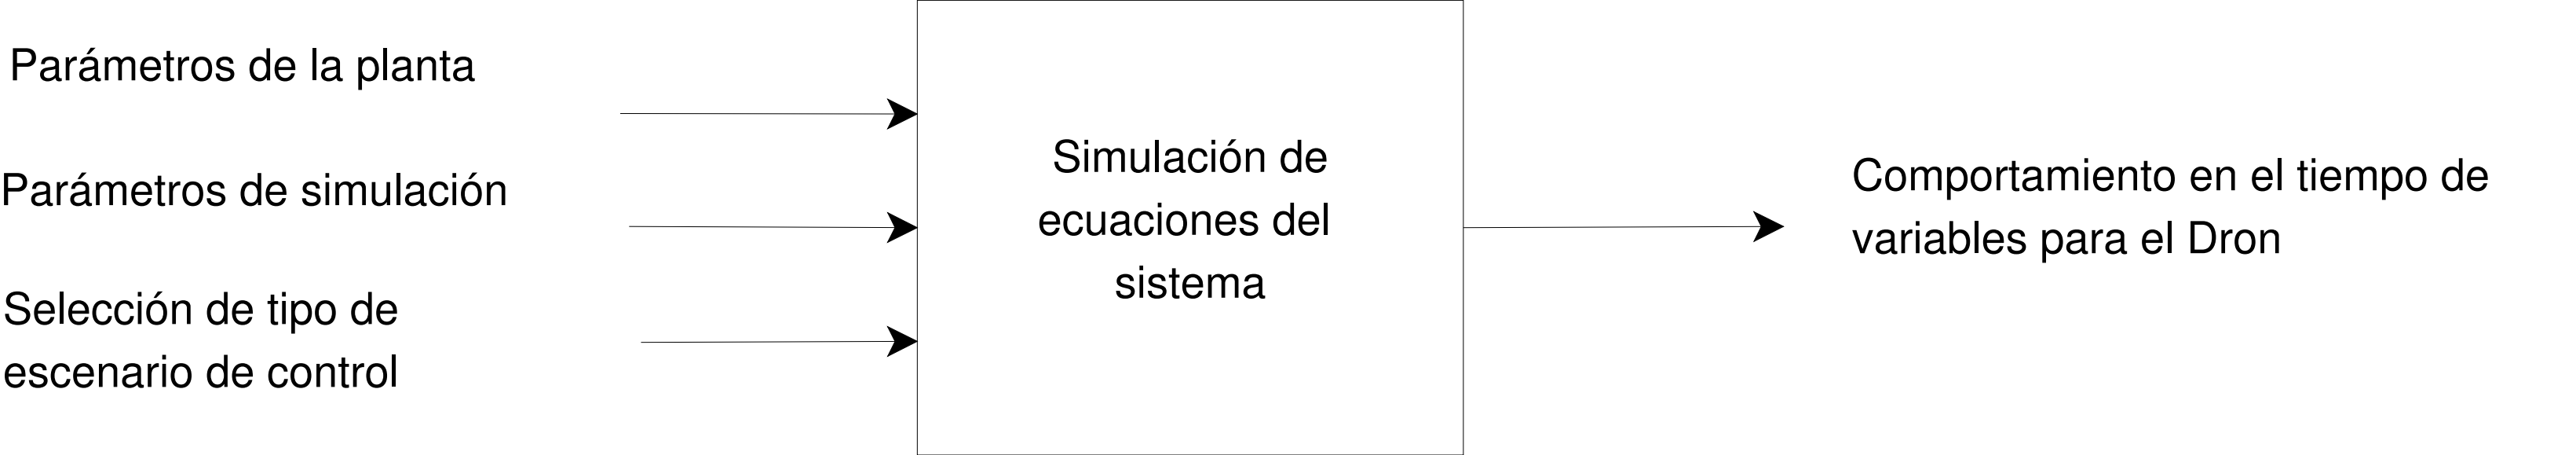 Parámetros de la planta
Parámetros de simulación
Selección de tipo de
escenario de control
Simulación de
ecuaciones del
sistema
Comportamiento en el tiempo de
variables para el Dron